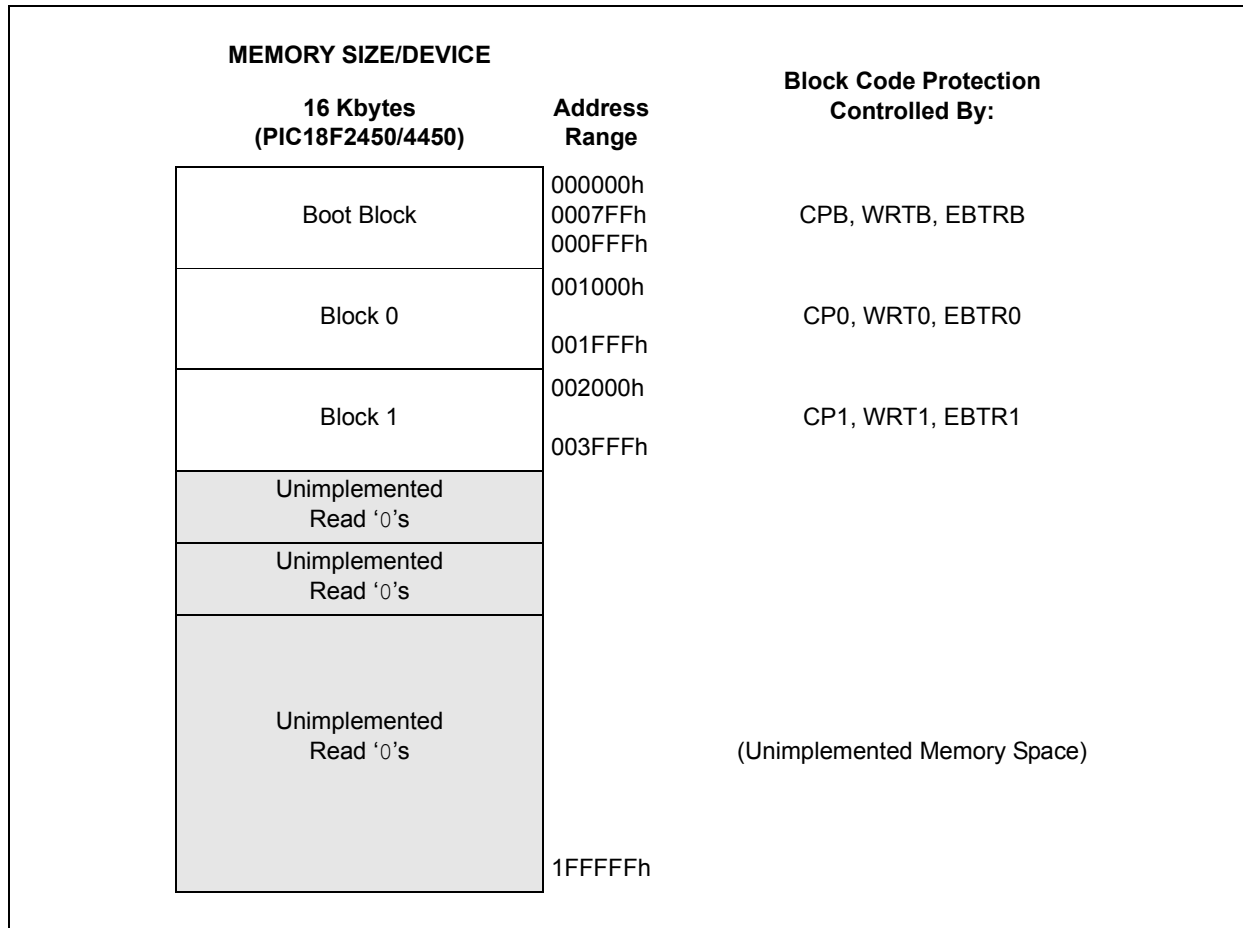 MEMORY SIZE/DEVICE
16 Kbytes
(PIC18F2450/4450)
Address
Range
Block Code Protection
Controlled By:
Boot Block
000000h
0007FFh
000FFFh
CPB, WRTB, EBTRB
Block 0
001000h
001FFFh
CP0, WRT0, EBTR0
Block 1
002000h
003FFFh
CP1, WRT1, EBTR1
Unimplemented
Read ‘0’s
Unimplemented
Read ‘0’s
Unimplemented
Read ‘0’s
(Unimplemented Memory Space)
1FFFFFh